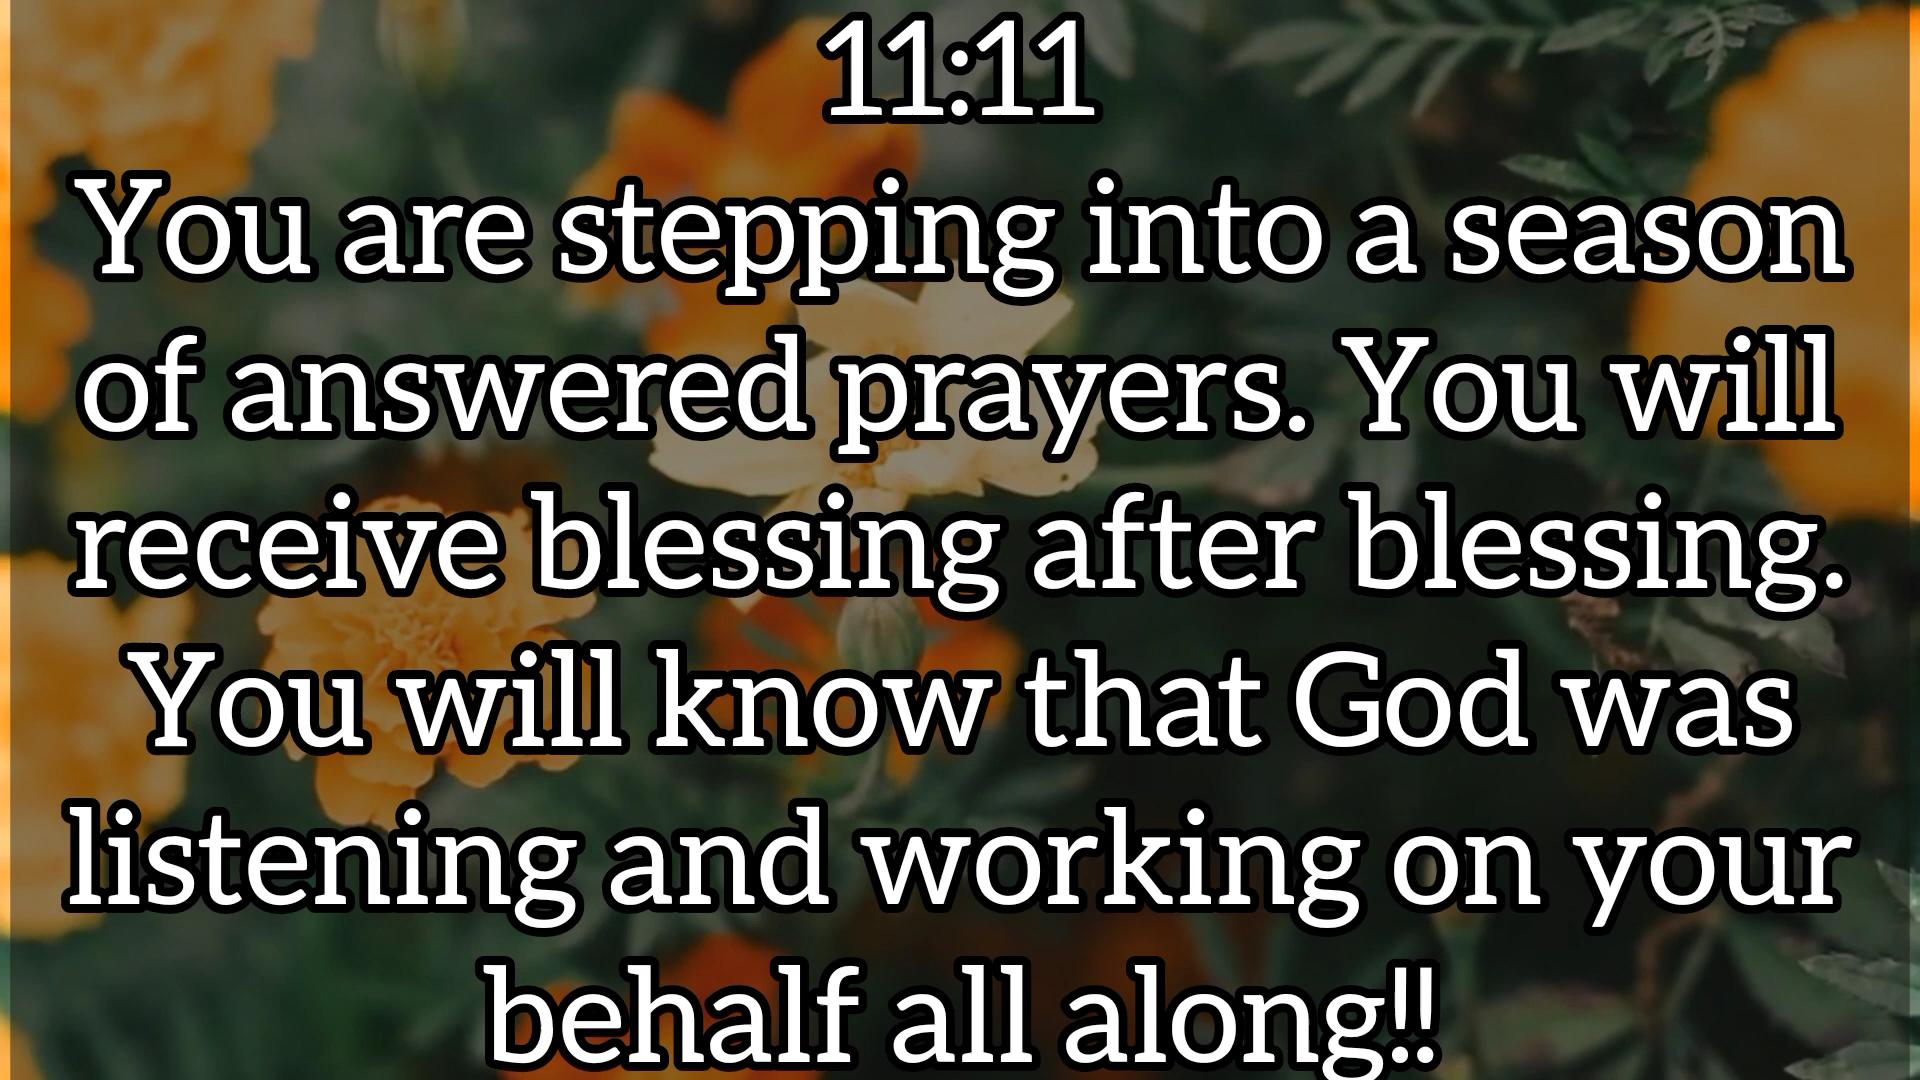 11:11
You are stepping into a season
of answered prayers. You will
receive blessing after blessing.
You will know that God was
listening and working on your
behalf all along!!